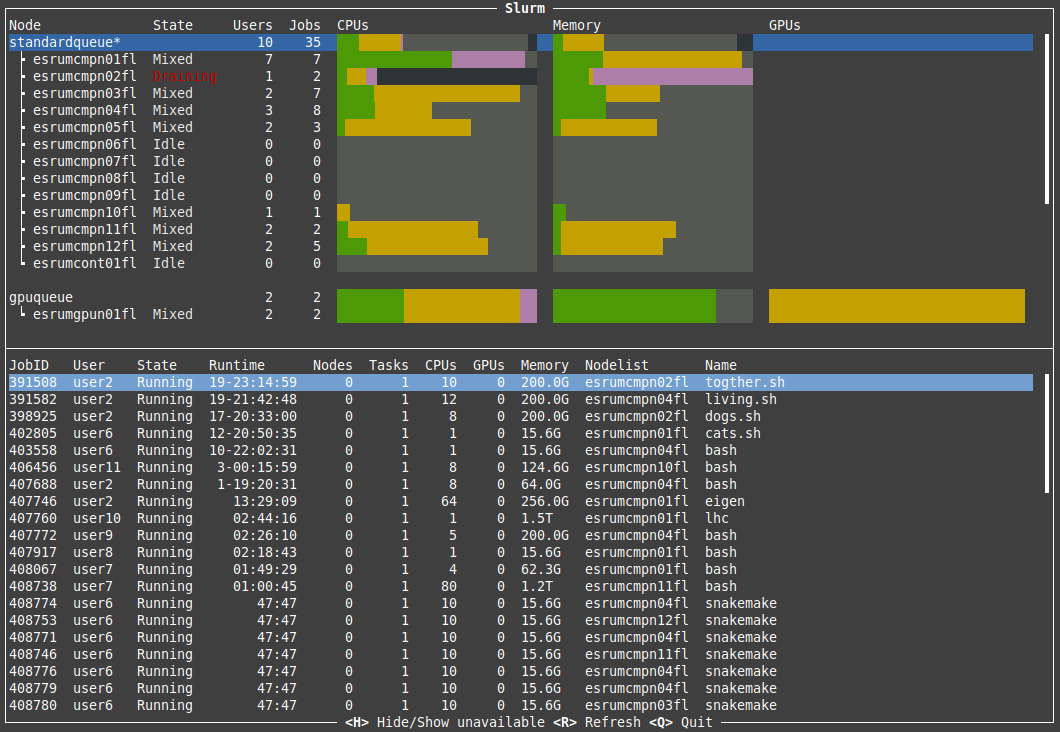 Slurm
Node State Users Jobs CPUs Memory GPUs
standardqueue* 10 35
esrumcmpn01fl Mixed 7 7
esrumcmpn02fl Draining 1 2
esrumcmpn03fl Mixed 2 7
esrumcmpn04fl Mixed 3 8
esrumcmpn05fl Mixed 2 3
esrumcmpn06fl Idle 0 0
esrumcmpn07fl Idle 0 0
esrumcmpn08fl Idle 0 0
esrumcmpn09fl Idle 0 0
esrumcmpn10fl Mixed 1 1
esrumcmpn11fl Mixed 2 2
esrumcmpn12fl Mixed 2 5
esrumcont01fl Idle 0 0
gpuqueue 2 2
esrumgpun01fl Mixed 2 2
JobID User State Runtime Nodes Tasks CPUs GPUs Memory Nodelist Name
391508 user2 Running 19-23:14:59 0 1 10 0 200.0G esrumcmpn02fl togther.sh
391582 user2 Running 19-21:42:48 0 1 12 0 200.0G esrumcmpn04fl living.sh
398925 user2 Running 17-20:33:00 0 1 8 0 200.0G esrumcmpn02fl dogs.sh
402805 user6 Running 12-20:50:35 0 1 1 0 15.6G esrumcmpn01fl cats.sh
403558 user6 Running 10-22:02:31 0 1 1 0 15.6G esrumcmpn04fl bash
406456 user11 Running 3-00:15:59 0 1 8 0 124.6G esrumcmpn10fl bash
407688 user2 Running 1-19:20:31 0 1 8 0 64.0G esrumcmpn04fl bash
407746 user2 Running 13:29:09 0 1 64 0 256.0G esrumcmpn01fl eigen
407760 user10 Running 02:44:16 0 1 1 0 1.5T esrumcmpn01fl lhc
407772 user9 Running 02:26:10 0 1 5 0 200.0G esrumcmpn04fl bash
407917 user8 Running 02:18:43 0 1 1 0 15.6G esrumcmpn01fl bash
408067 user7 Running 01:49:29 0 1 4 0 62.3G esrumcmpn01fl bash
408738 user7 Running 01:00:45 0 1 80 0 1.2T esrumcmpn11fl bash
408774 user6 Running 47:47 0 1 10 0 15.6G esrumcmpn04fl snakemake
408753 user6 Running 47:47 0 1 10 0 15.6G esrumcmpn12fl snakemake
408771 user6 Running 47:47 0 1 10 0 15.6G esrumcmpn04fl snakemake
408746 user6 Running 47:47 0 1 10 0 15.6G esrumcmpn11fl snakemake
408776 user6 Running 47:47 0 1 10 0 15.6G esrumcmpn04fl snakemake
408779 user6 Running 47:47 0 1 10 0 15.6G esrumcmpn04fl snakemake
408780 user6 Running 47:47 0 1 10 0 15.6G esrumcmpn03fl snakemake
<H> Hide/Show unavailable <R> Refresh <Q> Quit